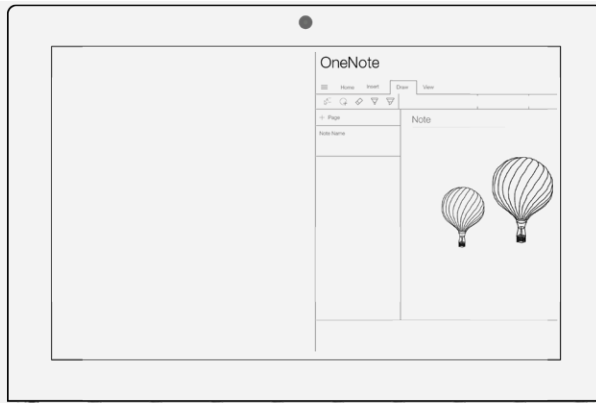 OneNote
Home Insert Draw View
+ Page
Note
Note Name